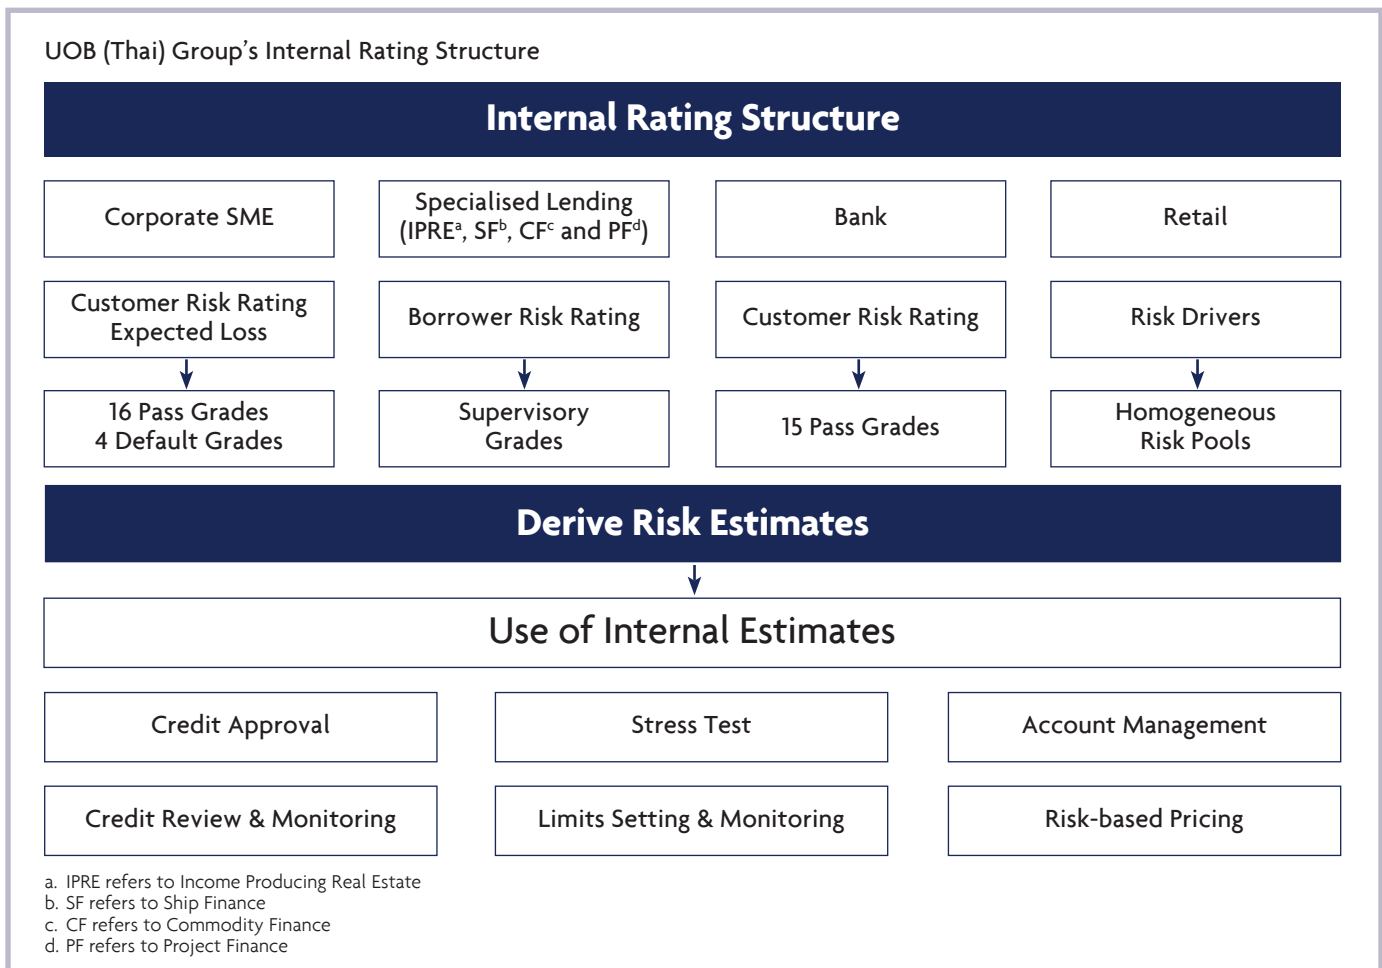 UOB (Thai) Group’s Internal Rating Structure
Internal Rating Structure
Corporate SME
Specialised Lending
(IPREᵃ, SFᵇ, CFᶜ and PFᵈ)
Bank
Retail
Customer Risk Rating
Expected Loss
Borrower Risk Rating
Customer Risk Rating
Risk Drivers
16 Pass Grades
4 Default Grades
Supervisory
Grades
15 Pass Grades
Homogeneous
Risk Pools
Derive Risk Estimates
Use of Internal Estimates
Credit Approval
Stress Test
Account Management
Credit Review & Monitoring
Limits Setting & Monitoring
Risk-based Pricing
a. IPRE refers to Income Producing Real Estate
b. SF refers to Ship Finance
c. CF refers to Commodity Finance
d. PF refers to Project Finance